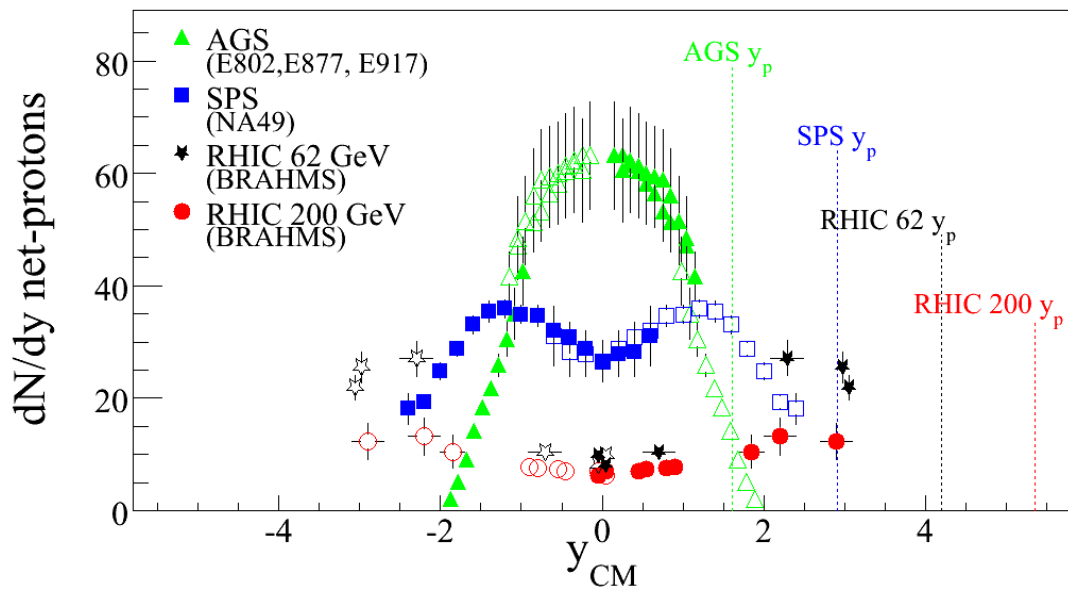 AGS
(E802,E877, E917)
SPS
(NA49)
RHIC 62 GeV
(BRAHMS)
RHIC 200 GeV
(BRAHMS)
AGS y_p
SPS y_p
RHIC 62 y_p
RHIC 200 y_p
dN/dy net-protons
80
60
40
20
0
-4
-2
0
2
4
y_CM